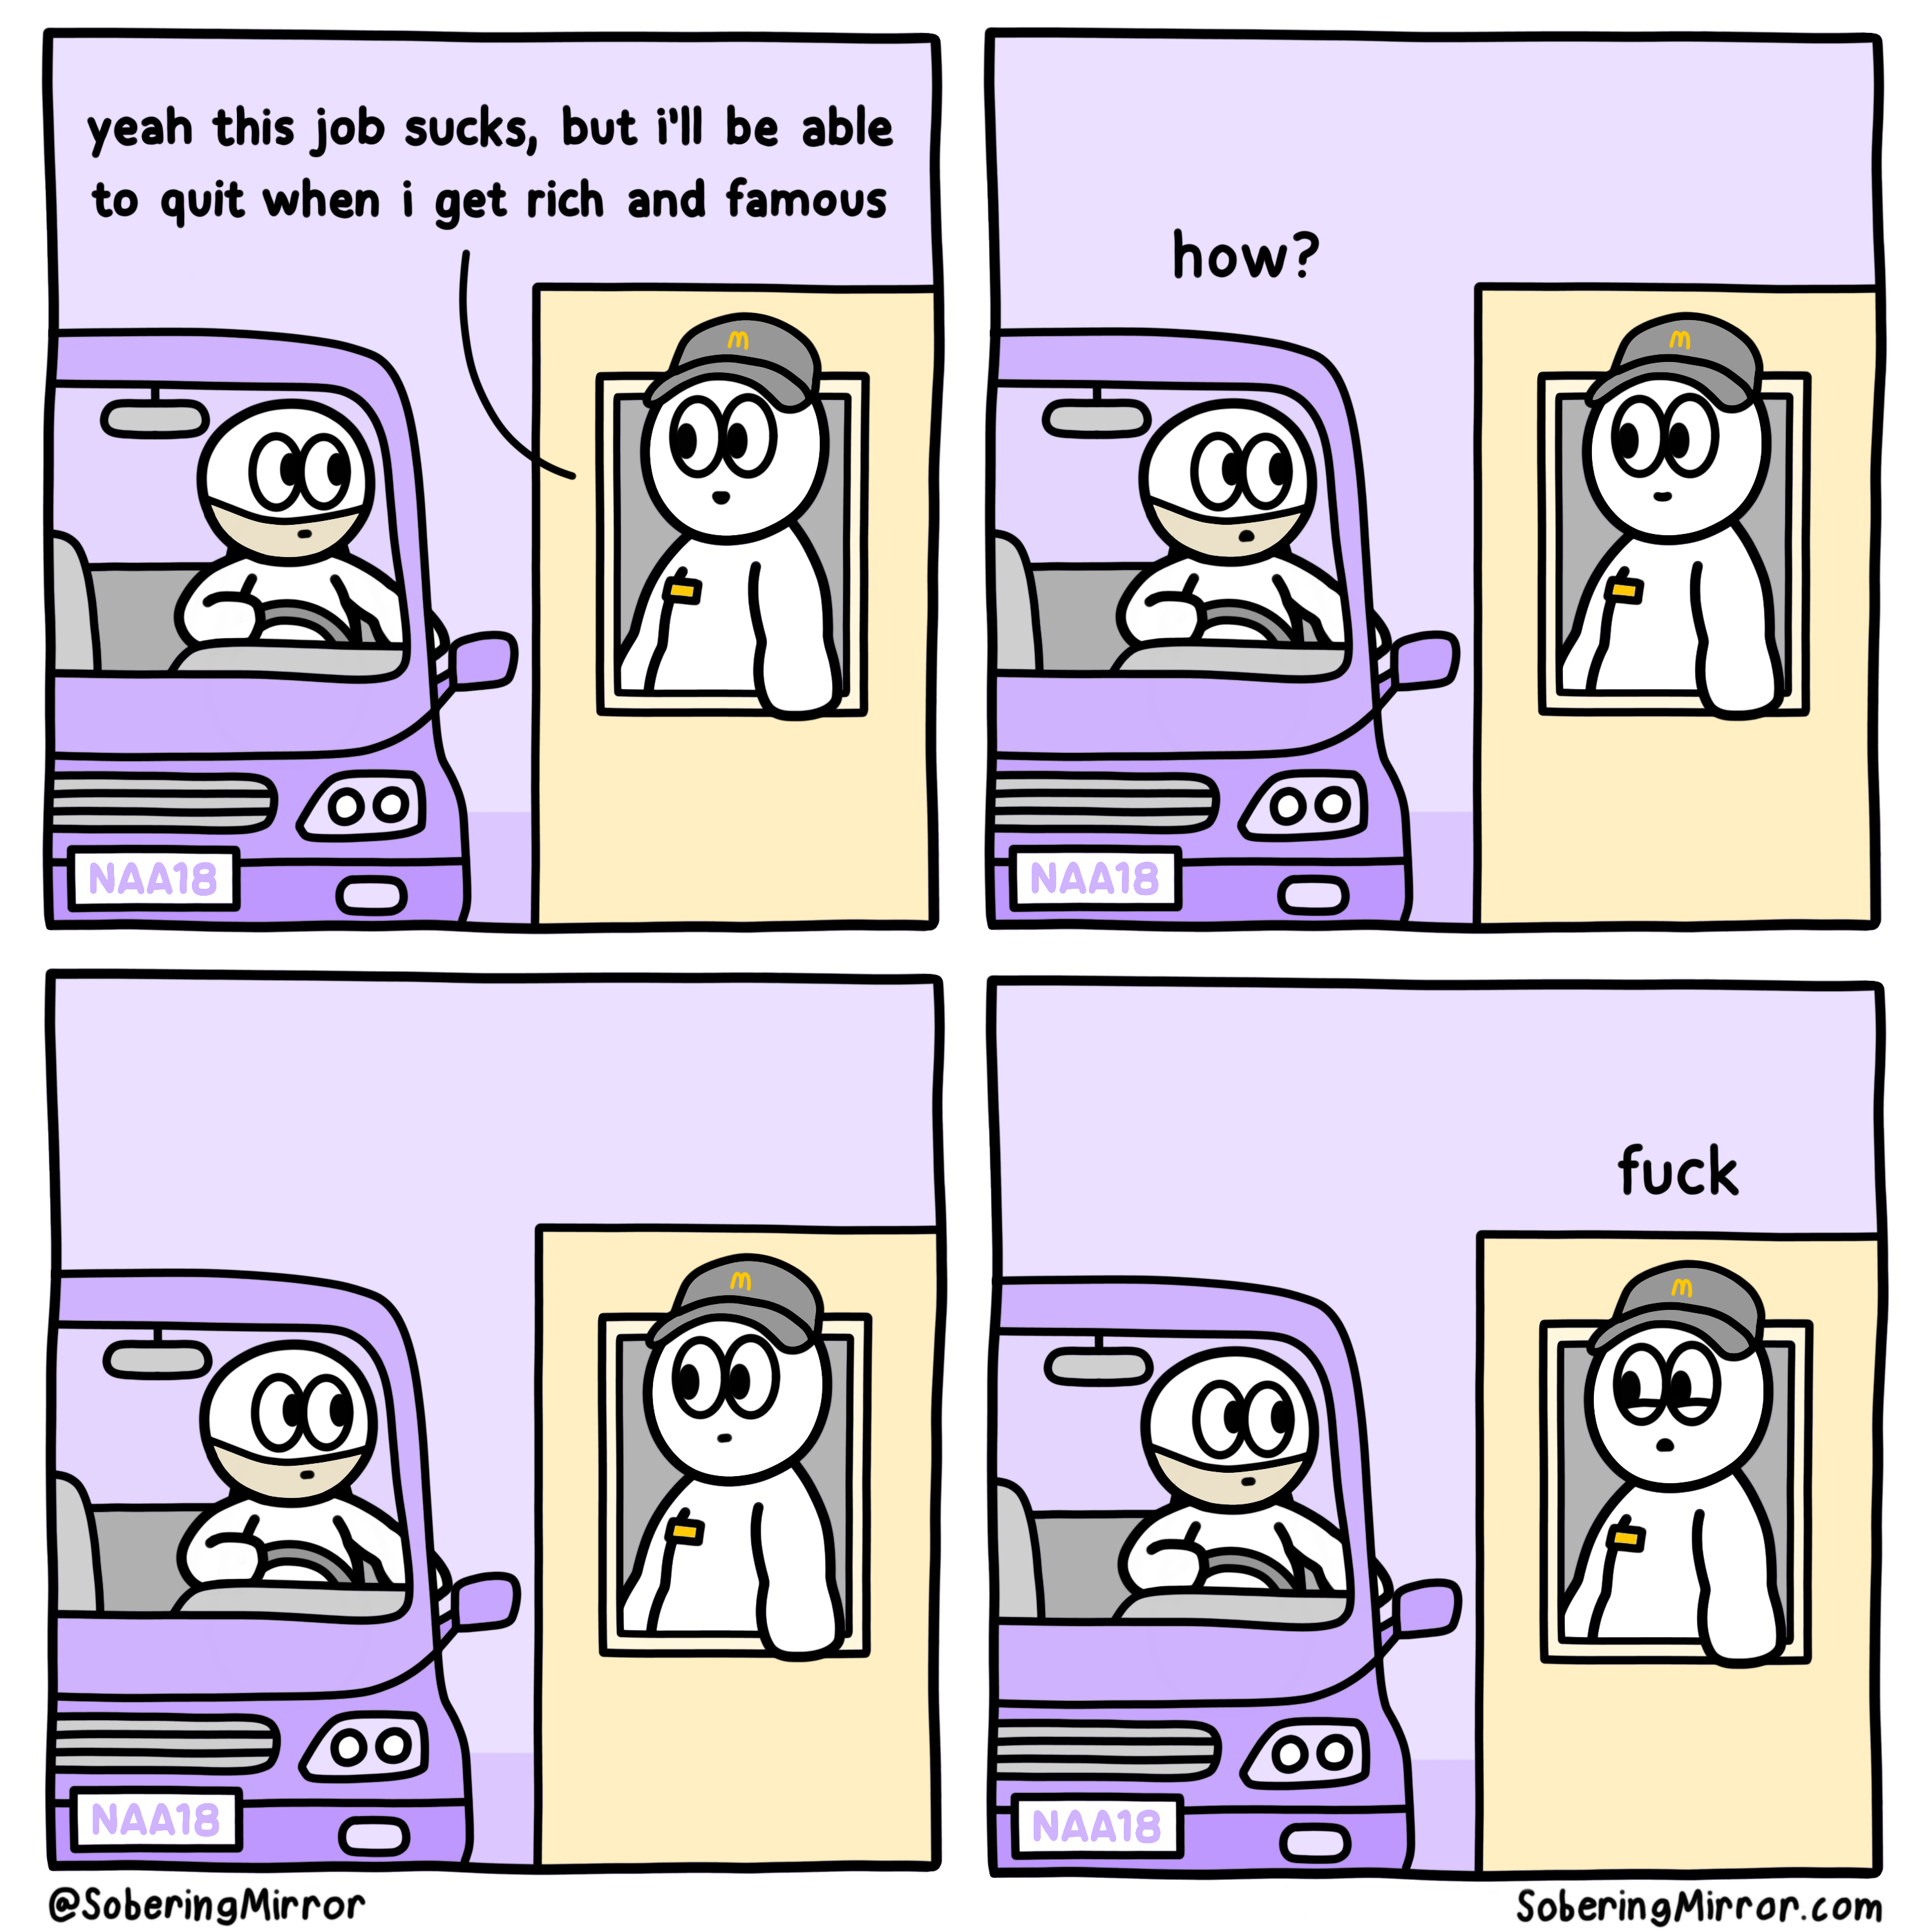 yeah this job sucks, but i'll be able
to quit when i get rich and famous
m
NAA18
how?
m
NAA18
m
NAA18
fuck
m
NAA18
@SoberingMirror
SoberingMirror.com